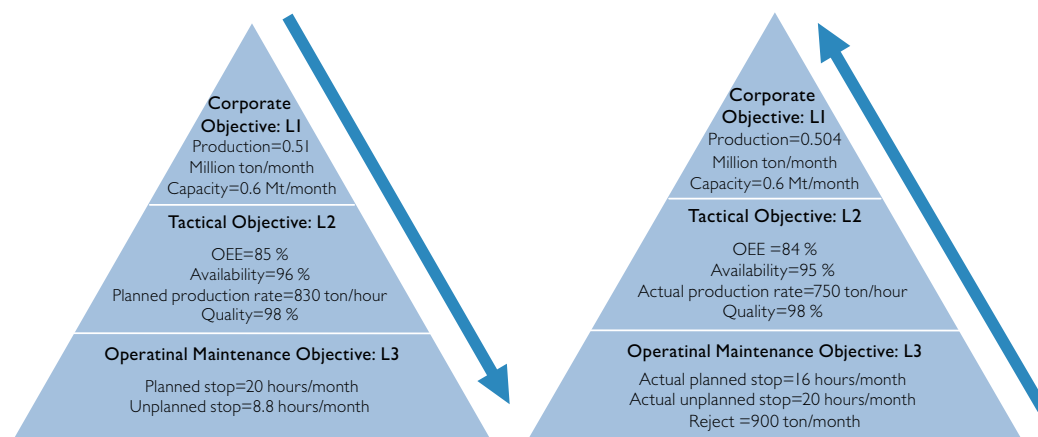 Corporate
Objective: L1
Production=0.51
Million ton/month
Capacity=0.6 Mt/month
Tactical Objective: L2
OEE=85 %
Availability=96 %
Planned production rate=830 ton/hour
Quality=98 %
Operatinal Maintenance Objective: L3
Planned stop=20 hours/month
Unplanned stop=8.8 hours/month
Corporate
Objective: L1
Production=0.504
Million ton/month
Capacity=0.6 Mt/month
Tactical Objective: L2
OEE =84 %
Availability=95 %
Actual production rate=750 ton/hour
Quality=98 %
Operatinal Maintenance Objective: L3
Actual planned stop=16 hours/month
Actual unplanned stop=20 hours/month
Reject =900 ton/month